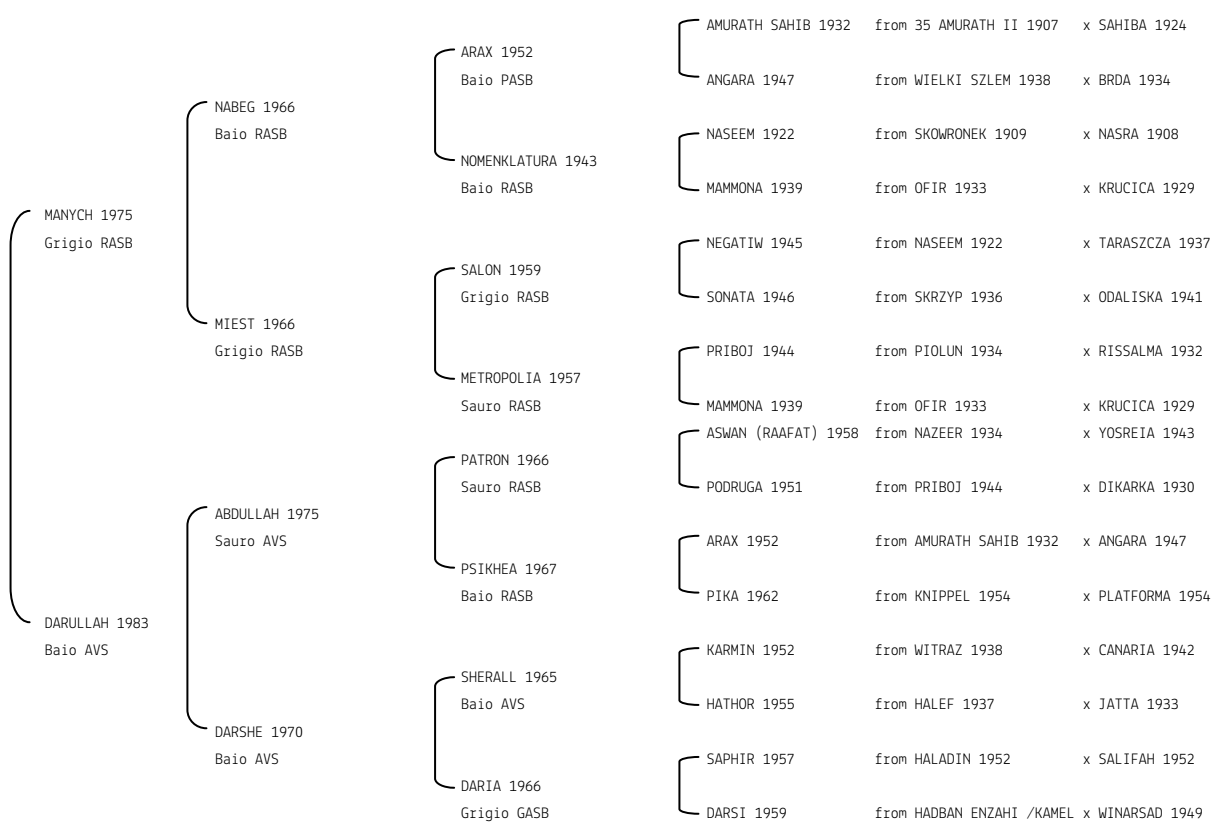 AMURATH SAHIB 1932 from 35 AMURATH II 1907 x SAHIBA 1924
ARAX 1952
Baio PASB
ANGARA 1947 from WIELKI SZLEM 1938 x BRDA 1934
NABEG 1966
Baio RASB
NASEEM 1922 from SKOWRONEK 1909 x NASRA 1908
NOMENKLATURA 1943
Baio RASB
MAMMONA 1939 from OFIR 1933 x KRUCICA 1929
MANYCH 1975
Grigio RASB
NEGATIW 1945 from NASEEM 1922 x TARASZCZA 1937
SALON 1959
Grigio RASB
SONATA 1946 from SKRZYP 1936 x ODALISKA 1941
MIEST 1966
Grigio RASB
PRIBOJ 1944 from PIOLUN 1934 x RISSALMA 1932
METROPOLIA 1957
Sauro RASB
MAMMONA 1939 from OFIR 1933 x KRUCICA 1929
ASWAN (RAAFAT) 1958 from NAZEER 1934 x YOSREIA 1943
PATRON 1966
Sauro RASB
PODRUGA 1951 from PRIBOJ 1944 x DIKARKA 1930
ABDULLAH 1975
Sauro AVS
ARAX 1952 from AMURATH SAHIB 1932 x ANGARA 1947
PSIKHEA 1967
Baio RASB
PIKA 1962 from KNIPPEL 1954 x PLATFORMA 1954
DARULLAH 1983
Baio AVS
KARMIN 1952 from WITRAZ 1938 x CANARIA 1942
SHERALL 1965
Baio AVS
HATHOR 1955 from HALEF 1937 x JATTA 1933
DARSHE 1970
Baio AVS
SAPHIR 1957 from HALADIN 1952 x SALIFAH 1952
DARIA 1966
Grigio GASB
DARSI 1959 from HADBAN ENZAHI /KAMEL x WINARSAD 1949